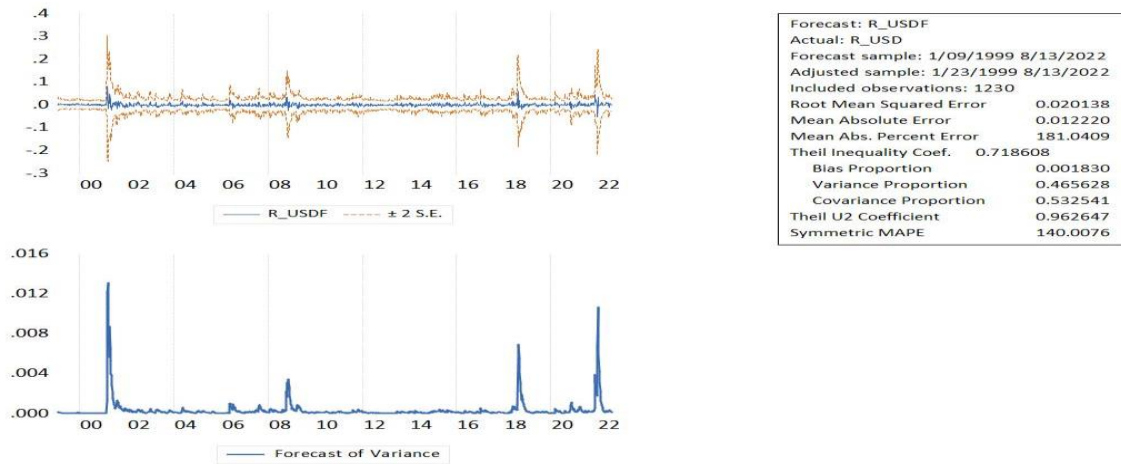 .4
.3
.2
.1
.0
-.1
-.2
-.3
00 02 04 06 08 10 12 14 16 18 20 22
R_USDF ± 2 S.E.
.016
.012
.008
.004
.000
00 02 04 06 08 10 12 14 16 18 20 22
Forecast of Variance
Forecast: R_USDF
Actual: R_USD
Forecast sample: 1/09/1999 8/13/2022
Adjusted sample: 1/23/1999 8/13/2022
Included observations: 1230
Root Mean Squared Error 0.020138
Mean Absolute Error 0.012220
Mean Abs. Percent Error 181.0409
Theil Inequality Coef. 0.718608
Bias Proportion 0.001830
Variance Proportion 0.465628
Covariance Proportion 0.532541
Theil U2 Coefficient 0.962647
Symmetric MAPE 140.0076